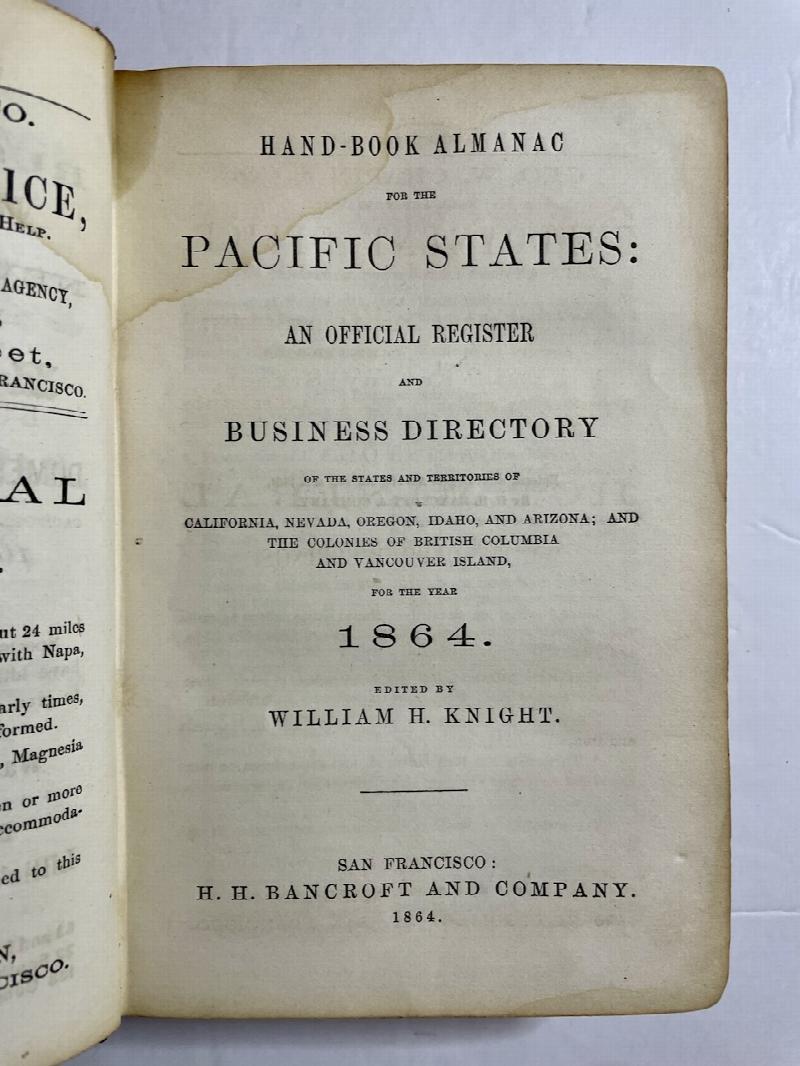 O.
ICE,
HELP.
AGENCY,
et,
FRANCISCO.
AL
ut 24 miles
with Napa,
arly times,
formed.
, Magnesia
n or more
ccommoda-
ed to this
N,
CISCO.
HAND-BOOK ALMANAC
FOR THE
PACIFIC STATES:
AN OFFICIAL REGISTER
AND
BUSINESS DIRECTORY
OF THE STATES AND TERRITORIES OF
CALIFORNIA, NEVADA, OREGON, IDAHO, AND ARIZONA; AND
THE COLONIES OF BRITISH COLUMBIA
AND VANCOUVER ISLAND,
FOR THE YEAR
1864.
EDITED BY
WILLIAM H. KNIGHT.
SAN FRANCISCO:
H. H. BANCROFT AND COMPANY.
1864.